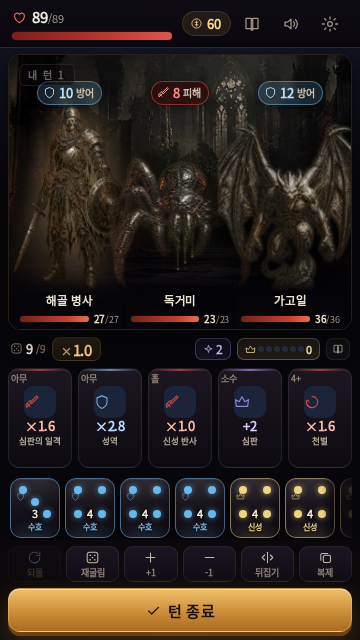 89/89
60
내 턴 1
10 방어
8 피해
12 방어
해골 병사
독거미
가고일
27/27
23/23
36/36
9 /9
×1.0
2
0
아무
아무
홀
소수
4+
×1.6
×2.8
×1.0
+2
×1.6
심판의 일격
성역
신성 반사
심판
천벌
3
4
4
4
4
4
수호
수호
수호
수호
신성
신성
되돌
재굴림
+1
-1
뒤집기
복제
턴 종료